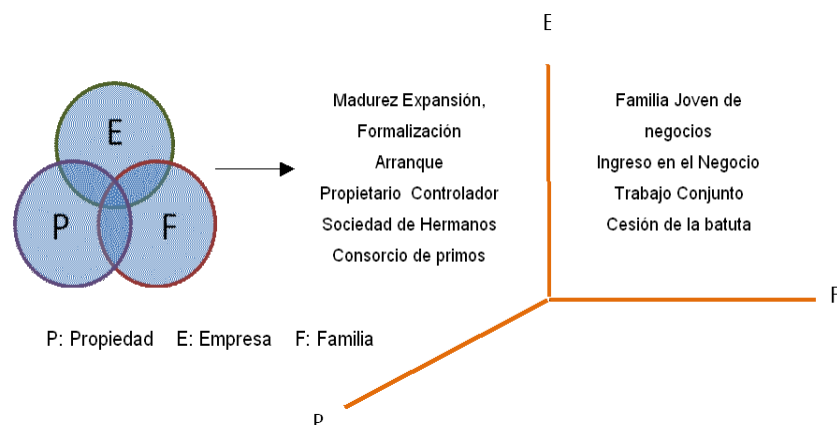 E
P
F
P: Propiedad E: Empresa F: Familia
Madurez Expansión,
Formalización
Arranque
Propietario Controlador
Sociedad de Hermanos
Consorcio de primos
E
Familia Joven de
negocios
Ingreso en el Negocio
Trabajo Conjunto
Cesión de la batuta
F
P